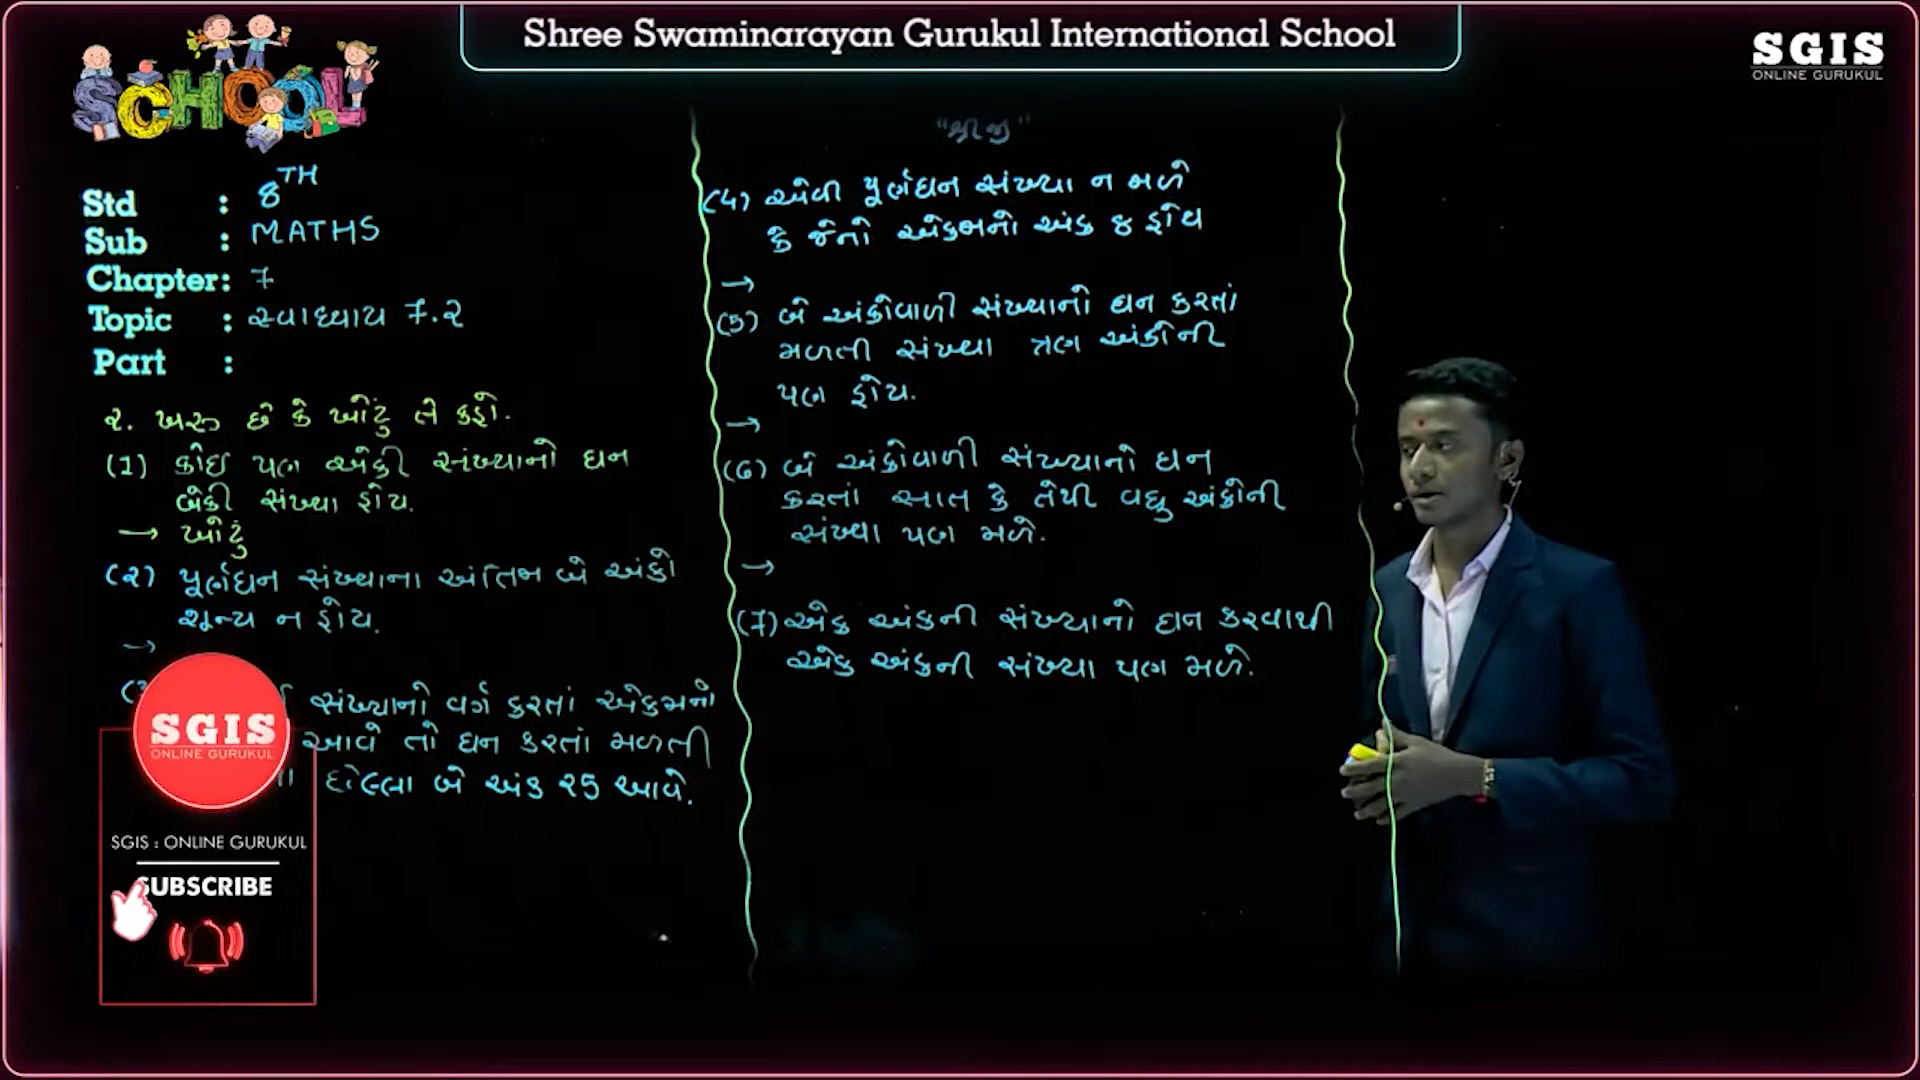 Shree Swaminarayan Gurukul International School
SGIS
ONLINE GURUKUL
SCHOOL
Std : 8TH
Sub : MATHS
Chapter: 7
Topic : સ્વાધ્યાય 7.૨
Part :
૨. ખરૂ છે કે ખોટું તે કહો.
(1) કોઈ પણ એકી સંખ્યાનો ઘન
બેકી સંખ્યા હોય.
→ ખોટું
(૨) પૂર્ણઘન સંખ્યાના અંતિમ બે અંકો
શૂન્ય ન હોય.
→
સંખ્યાનો વર્ગ કરતાં એકમનો
આવે તો ઘન કરતાં મળતી
છેલ્લા બે અંક ૨5 આવે.
"શ્રીજી"
(4) એવી પૂર્ણઘન સંખ્યા ન મળે
કે જેનો એકમનો અંક 8 હોય
→
(5) બે અંકોવાળી સંખ્યાનો ઘન કરતાં
મળતી સંખ્યા ત્રણ અંકોની
પણ હોય.
→
(6) બે અંકોવાળી સંખ્યાનો ઘન
કરતાં સાત કે તેથી વધુ અંકોની
સંખ્યા પણ મળે.
→
(7) એક અંકની સંખ્યાનો ઘન કરવાથી
એક અંકની સંખ્યા પણ મળે.
SGIS
ONLINE GURUKUL
SGIS : ONLINE GURUKUL
SUBSCRIBE